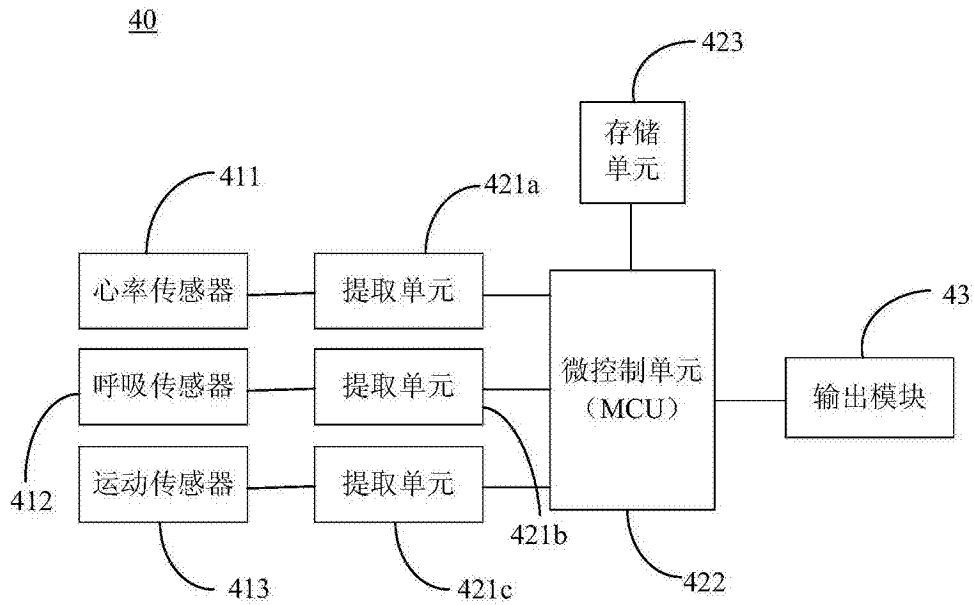 40
423
存储
单元
411
421a
心率传感器
提取单元
43
呼吸传感器
提取单元
微控制单元
（MCU）
输出模块
412
运动传感器
提取单元
421b
413
421c
422